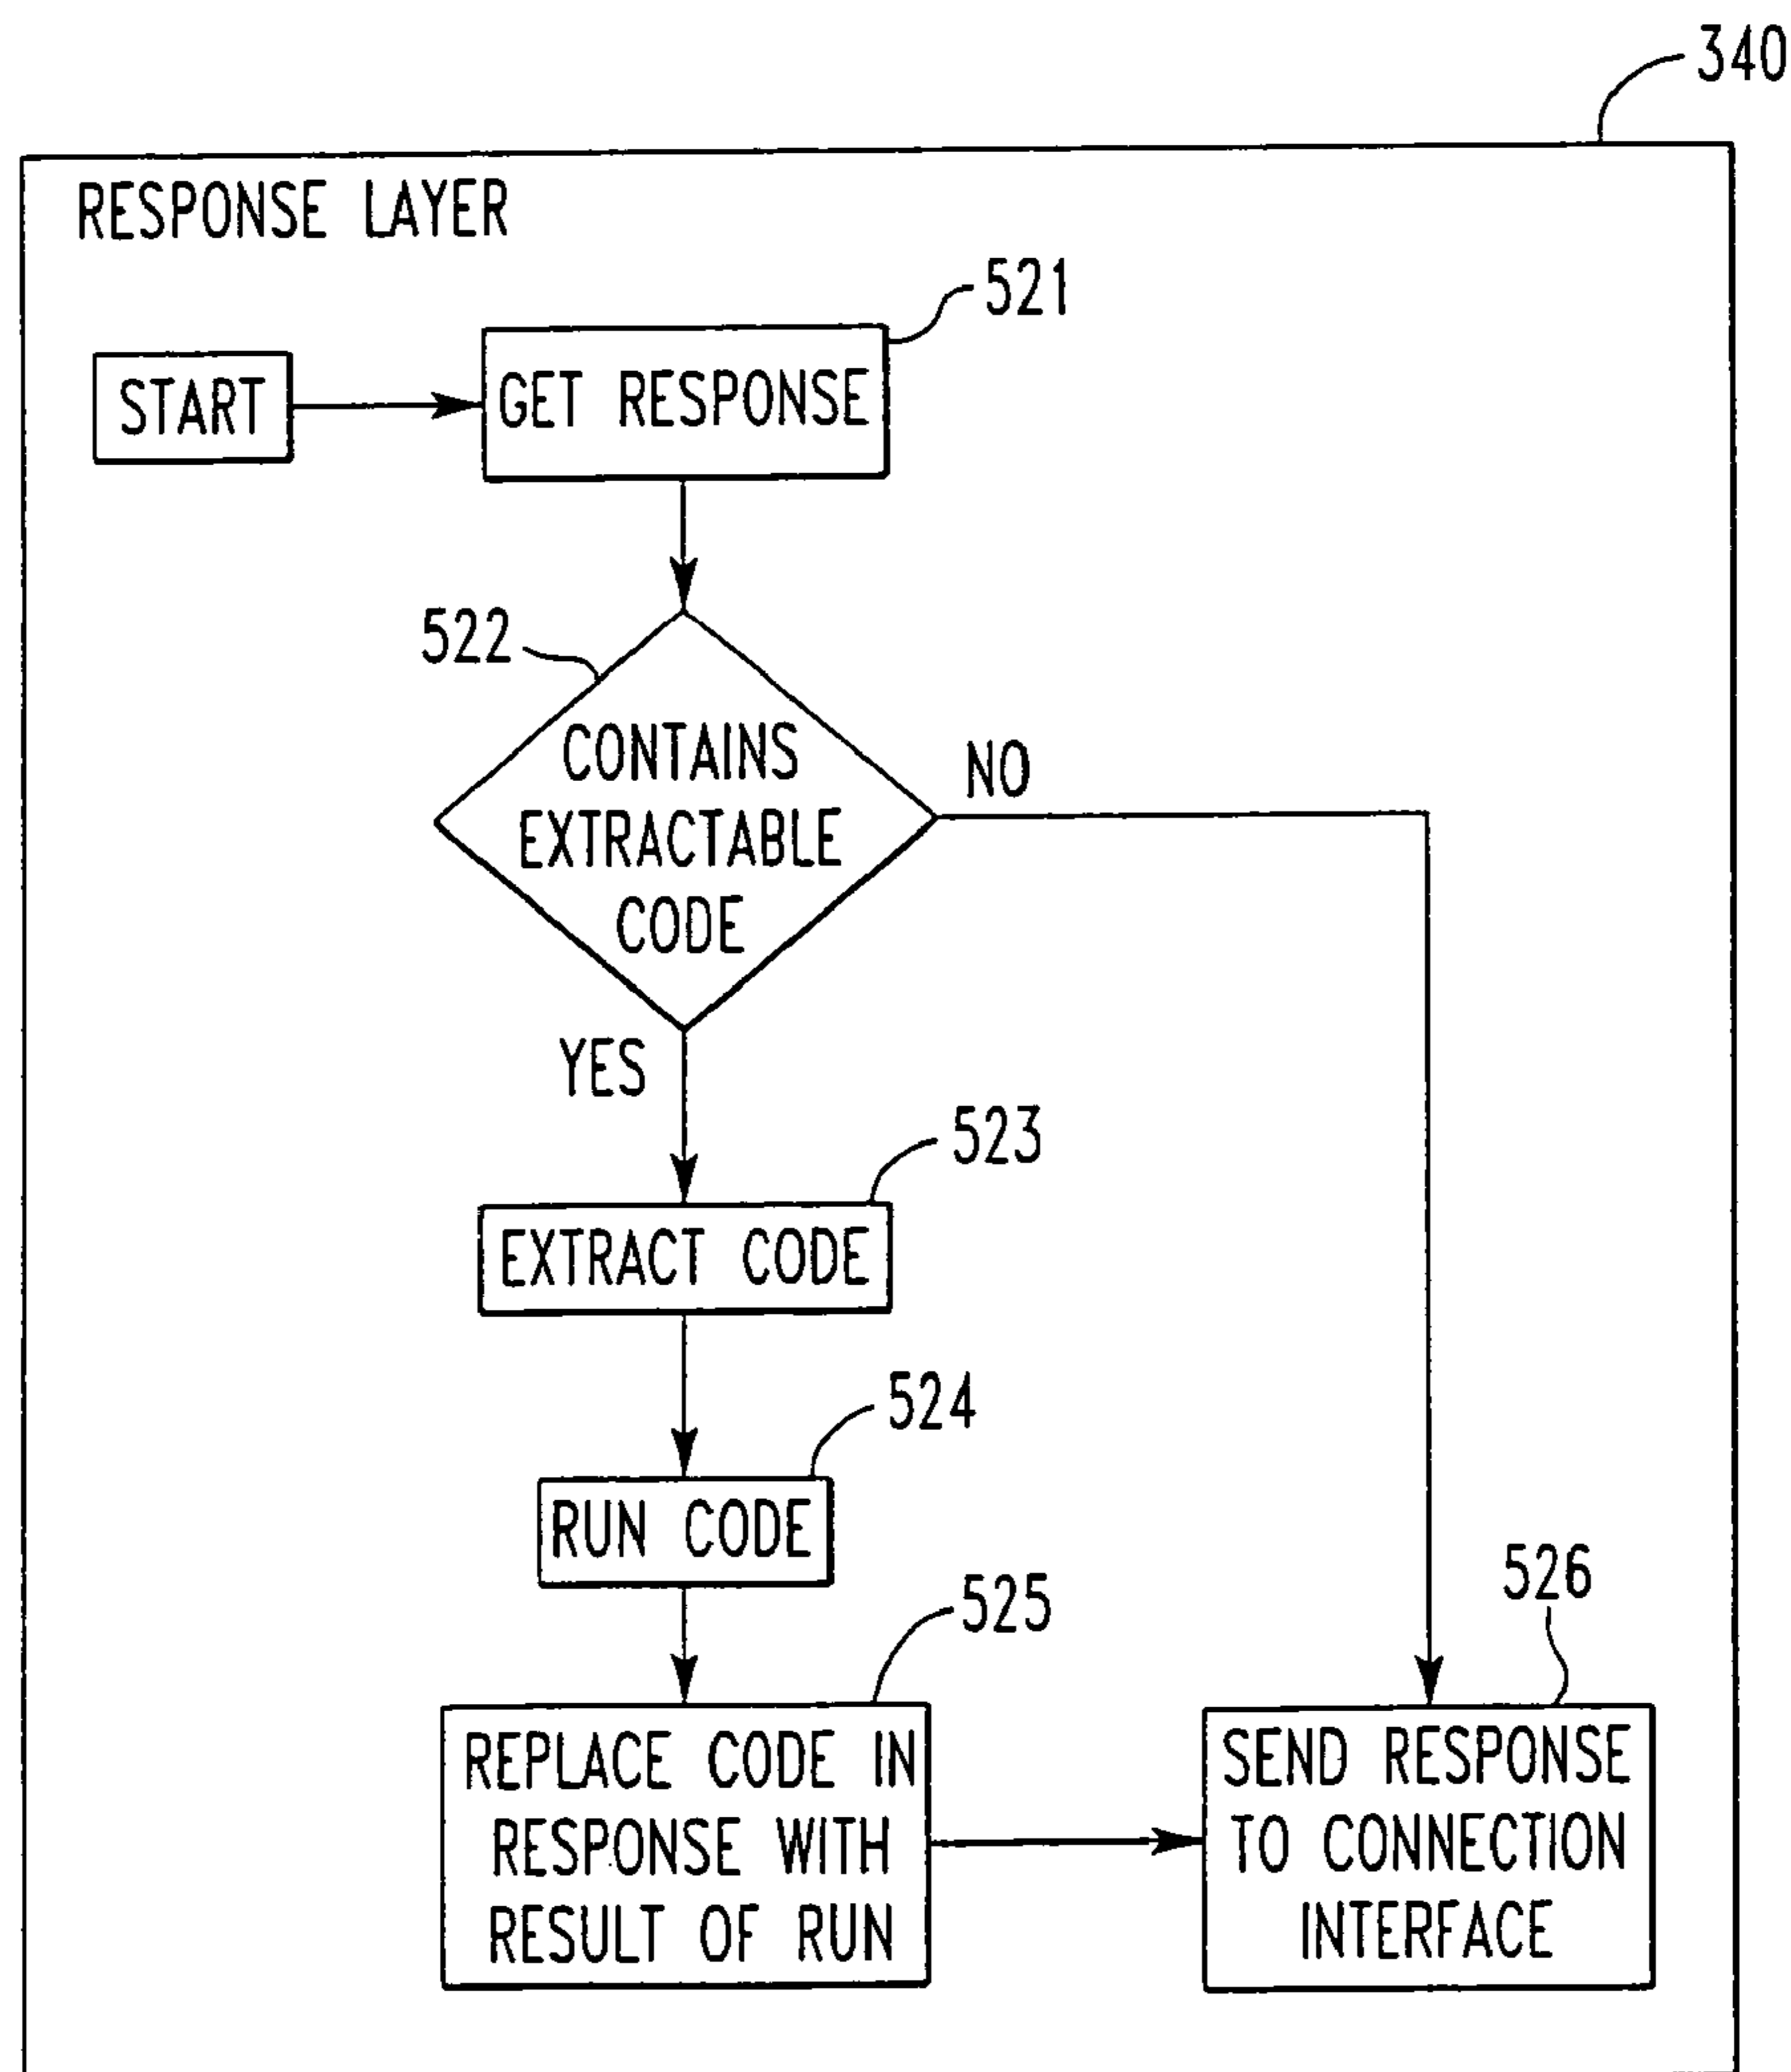 340
RESPONSE LAYER
521
START
GET RESPONSE
522
CONTAINS
EXTRACTABLE
CODE
NO
YES
523
EXTRACT CODE
524
RUN CODE
525
REPLACE CODE IN
RESPONSE WITH
RESULT OF RUN
526
SEND RESPONSE
TO CONNECTION
INTERFACE